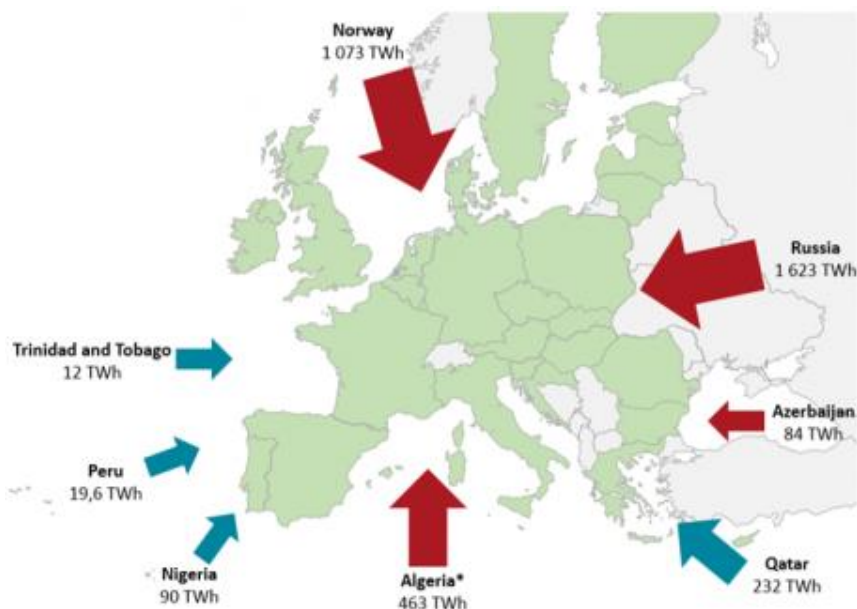 Norway
1 073 TWh
Russia
1 623 TWh
Trinidad and Tobago
12 TWh
Azerbaijan
84 TWh
Peru
19,6 TWh
Nigeria
90 TWh
Algeria*
463 TWh
Qatar
232 TWh